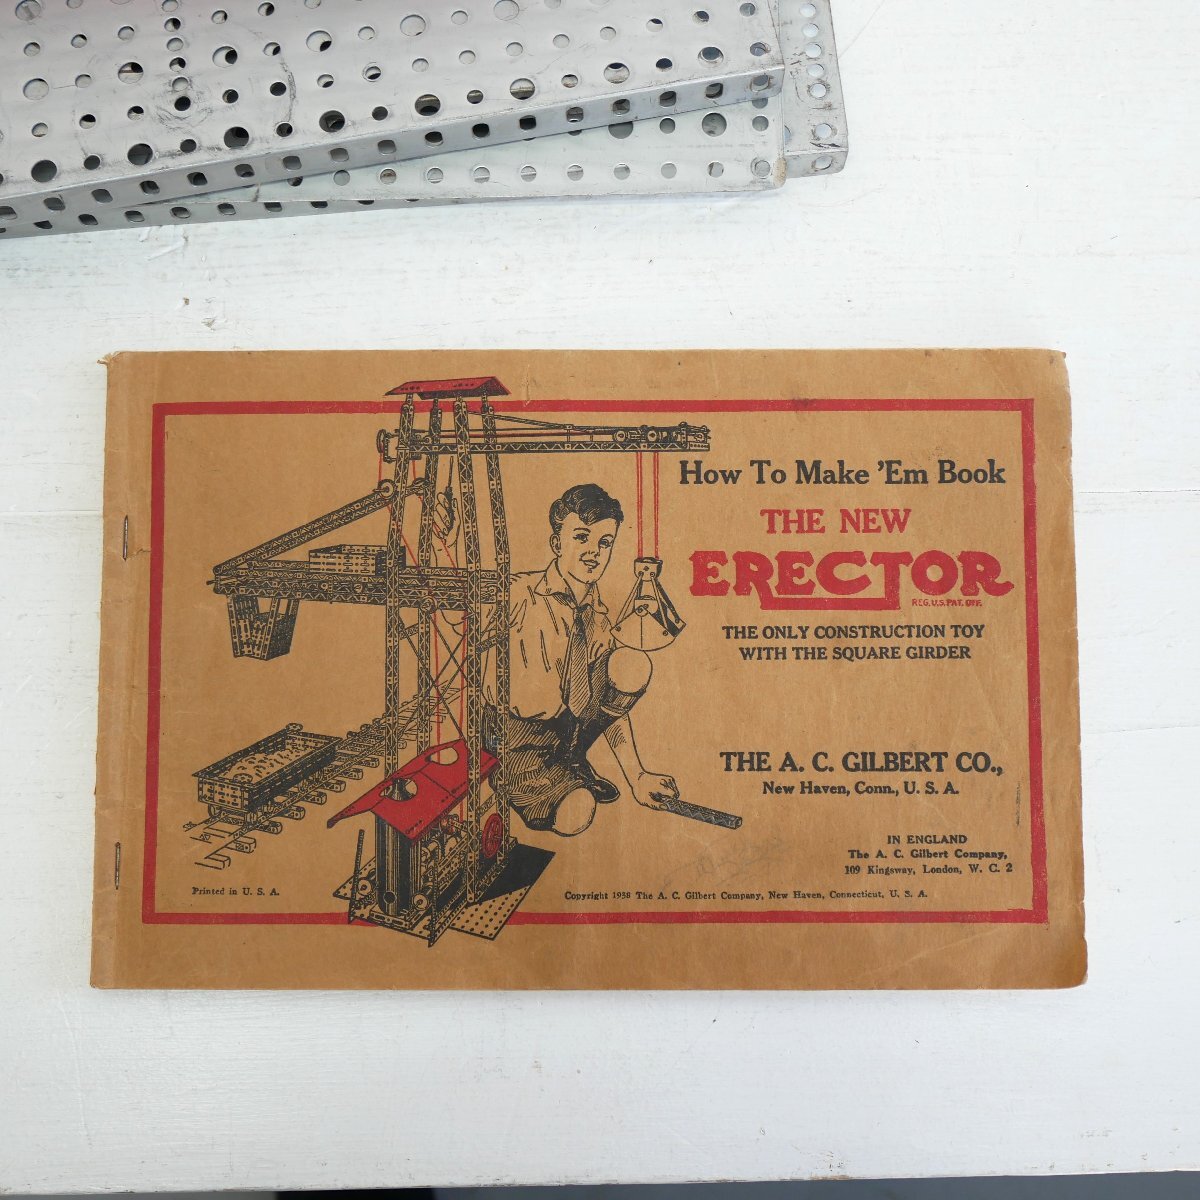 How To Make 'Em Book
THE NEW
ERECTOR
REG. U.S. PAT. OFF.
THE ONLY CONSTRUCTION TOY
WITH THE SQUARE GIRDER
THE A. C. GILBERT CO.,
New Haven, Conn., U. S. A.
IN ENGLAND
The A. C. Gilbert Company,
109 Kingsway, London, W. C. 2
Printed in U. S. A.
Copyright 1938 The A. C. Gilbert Company, New Haven, Connecticut, U. S. A.